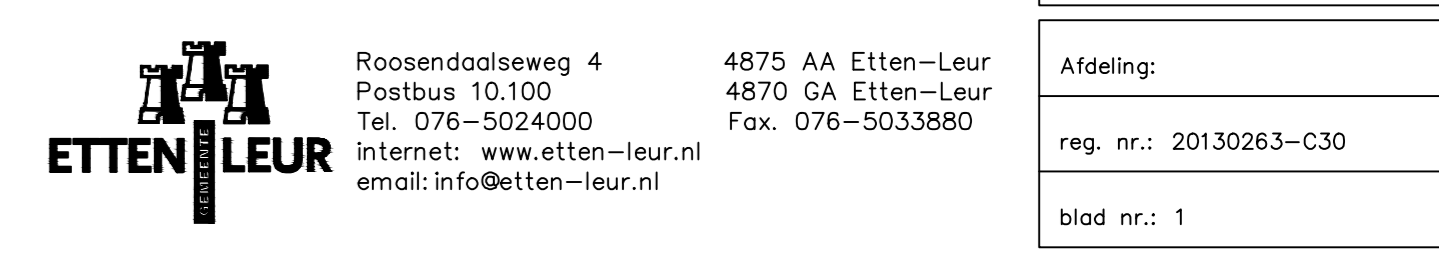 ETTEN LEUR
GEMEENTE
Roosendaalseweg 4 4875 AA Etten-Leur
Postbus 10.100 4870 GA Etten-Leur
Tel. 076-5024000 Fax. 076-5033880
internet: www.etten-leur.nl
email: info@etten-leur.nl
Afdeling:
reg. nr.: 20130263-C30
blad nr.: 1